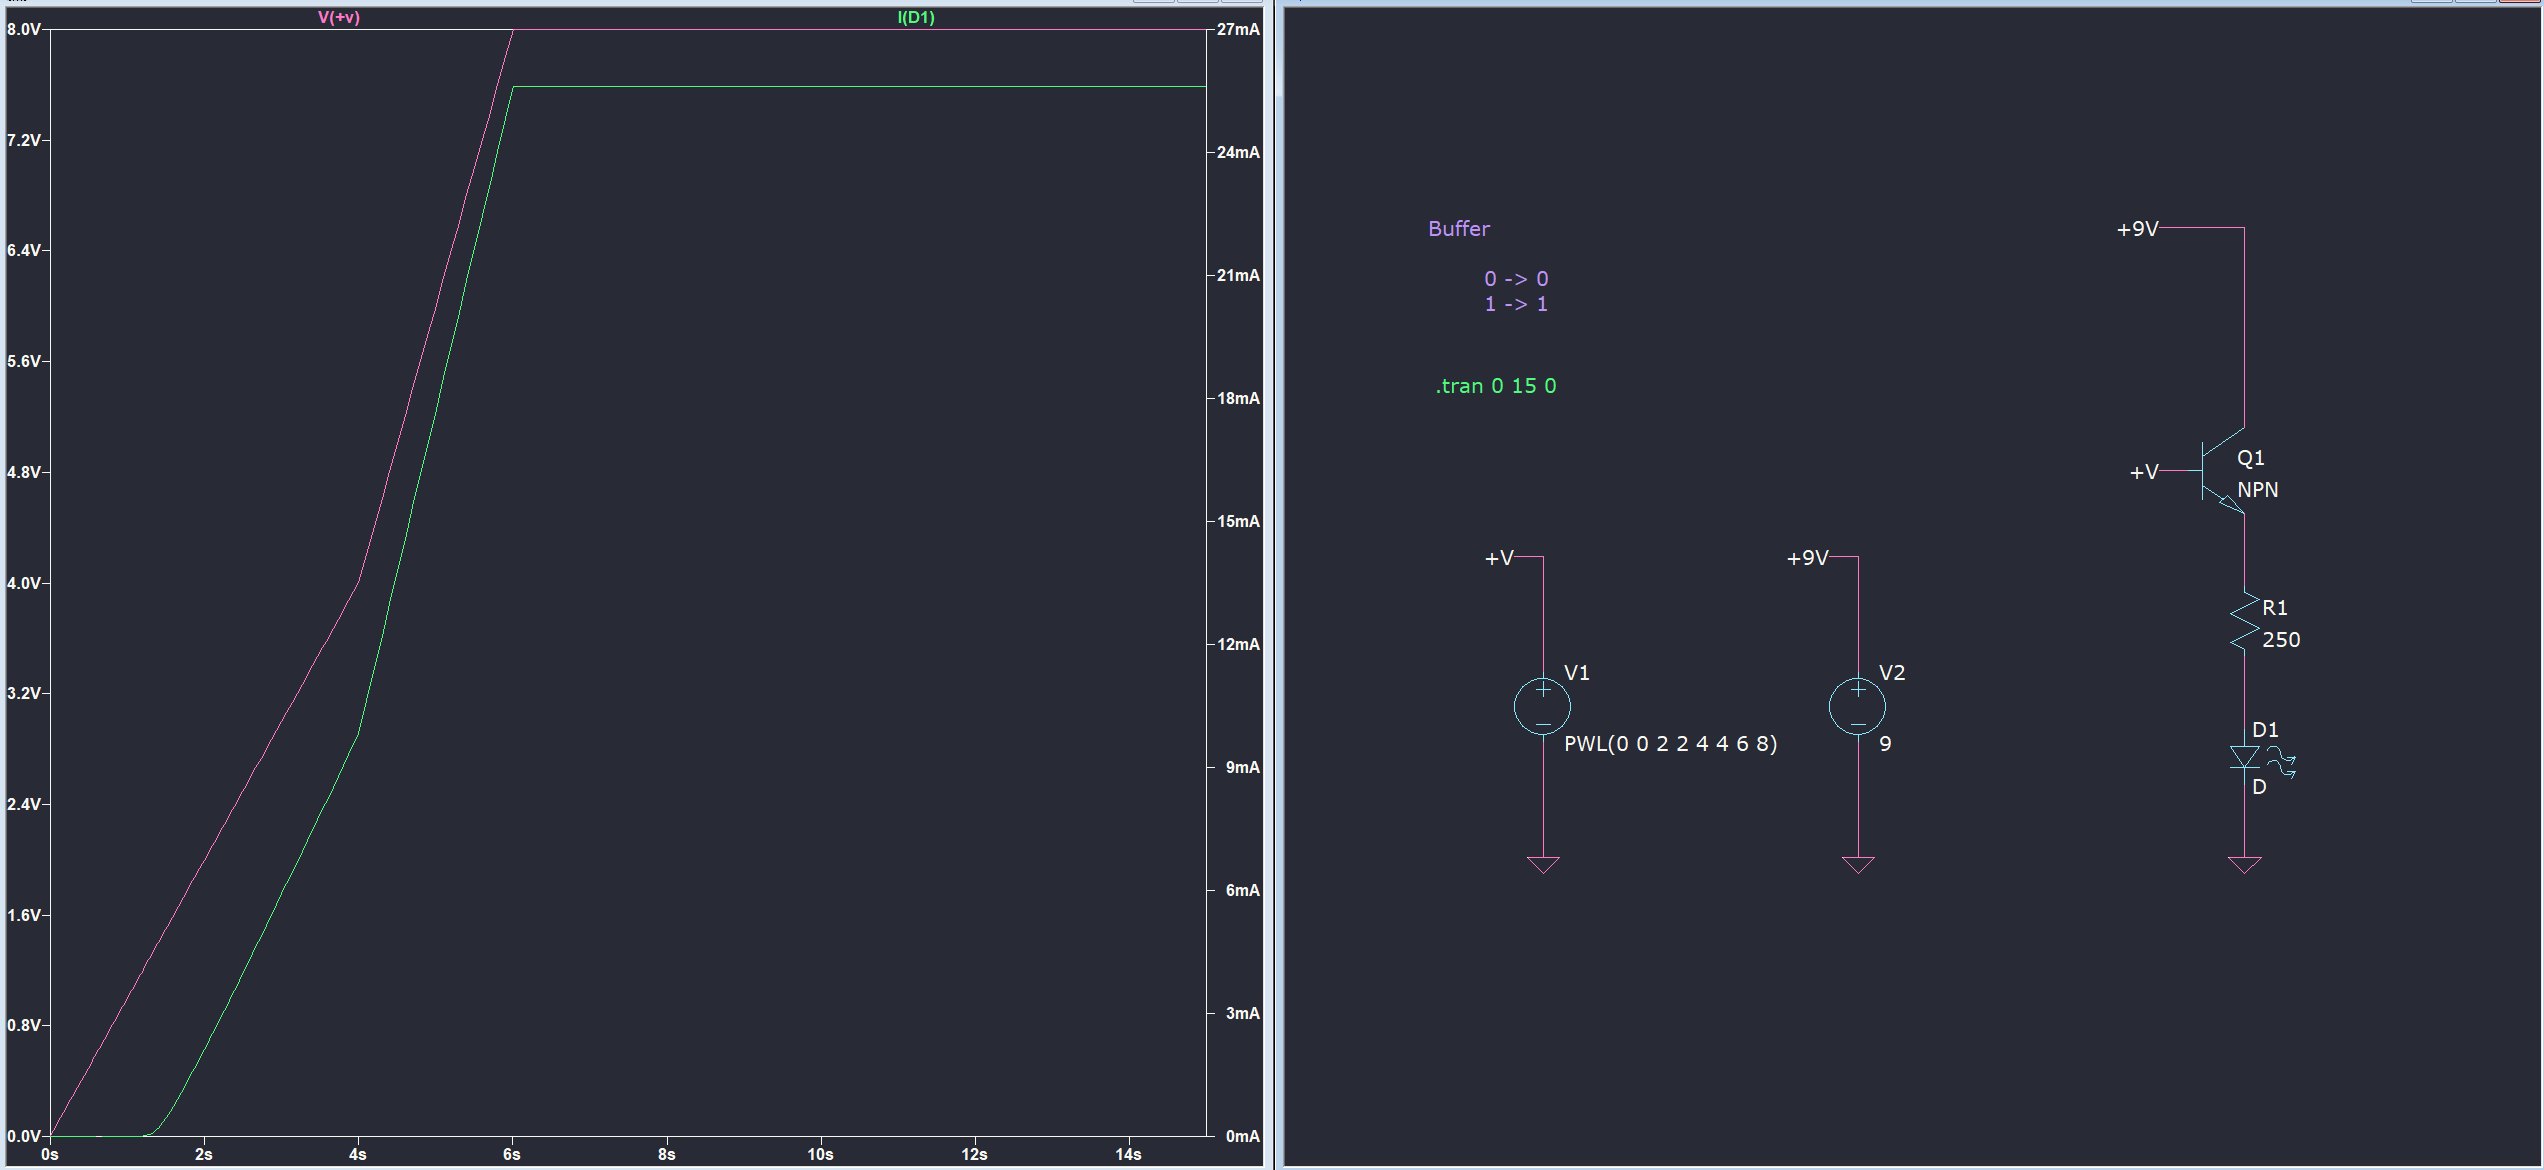 V(+v)
I(D1)
8.0V
7.2V
6.4V
5.6V
4.8V
4.0V
3.2V
2.4V
1.6V
0.8V
0.0V
27mA
24mA
21mA
18mA
15mA
12mA
9mA
6mA
3mA
0mA
0s
2s
4s
6s
8s
10s
12s
14s
Buffer
0 -> 0
1 -> 1
.tran 0 15 0
+V
V1
PWL(0 0 2 2 4 4 6 8)
+9V
V2
9
+9V
+V
Q1
NPN
R1
250
D1
D